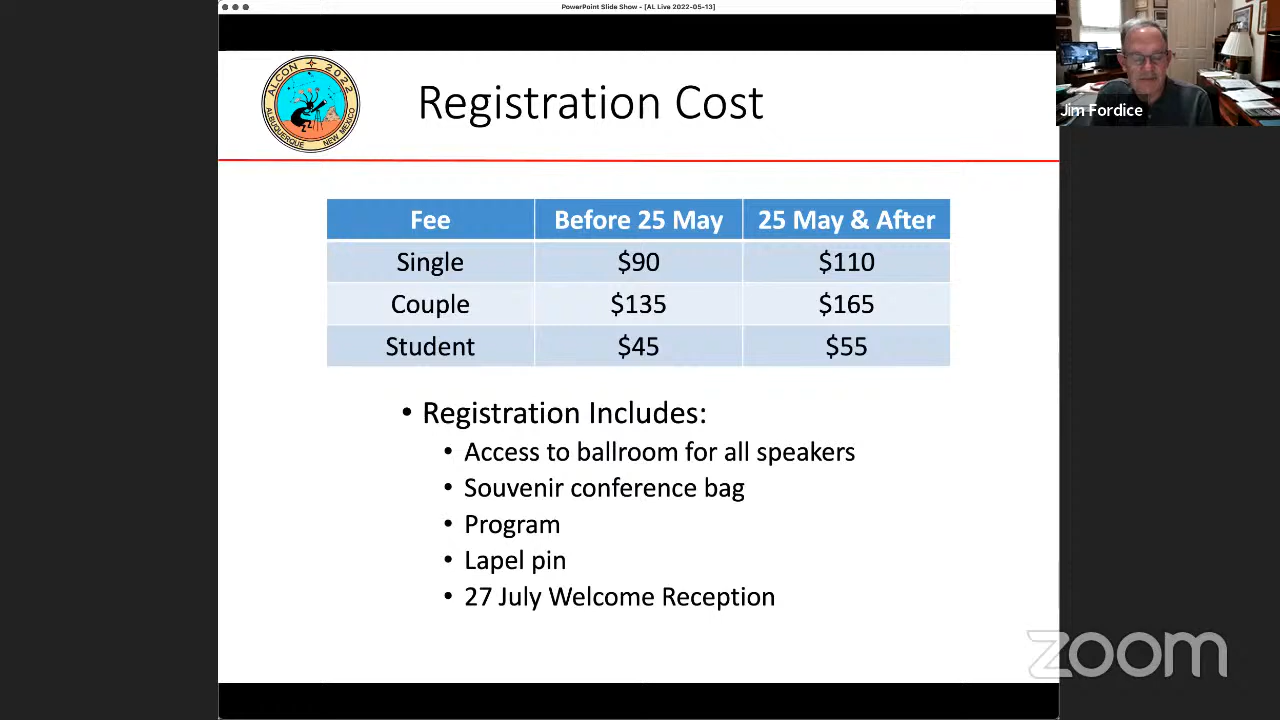 PowerPoint Slide Show - [AL Live 2022-05-13]
ALCON 2022
ALBUQUERQUE NEW MEXICO
Registration Cost
Jim Fordice
Fee Before 25 May 25 May & After
Single $90 $110
Couple $135 $165
Student $45 $55
• Registration Includes:
• Access to ballroom for all speakers
• Souvenir conference bag
• Program
• Lapel pin
• 27 July Welcome Reception
zoom